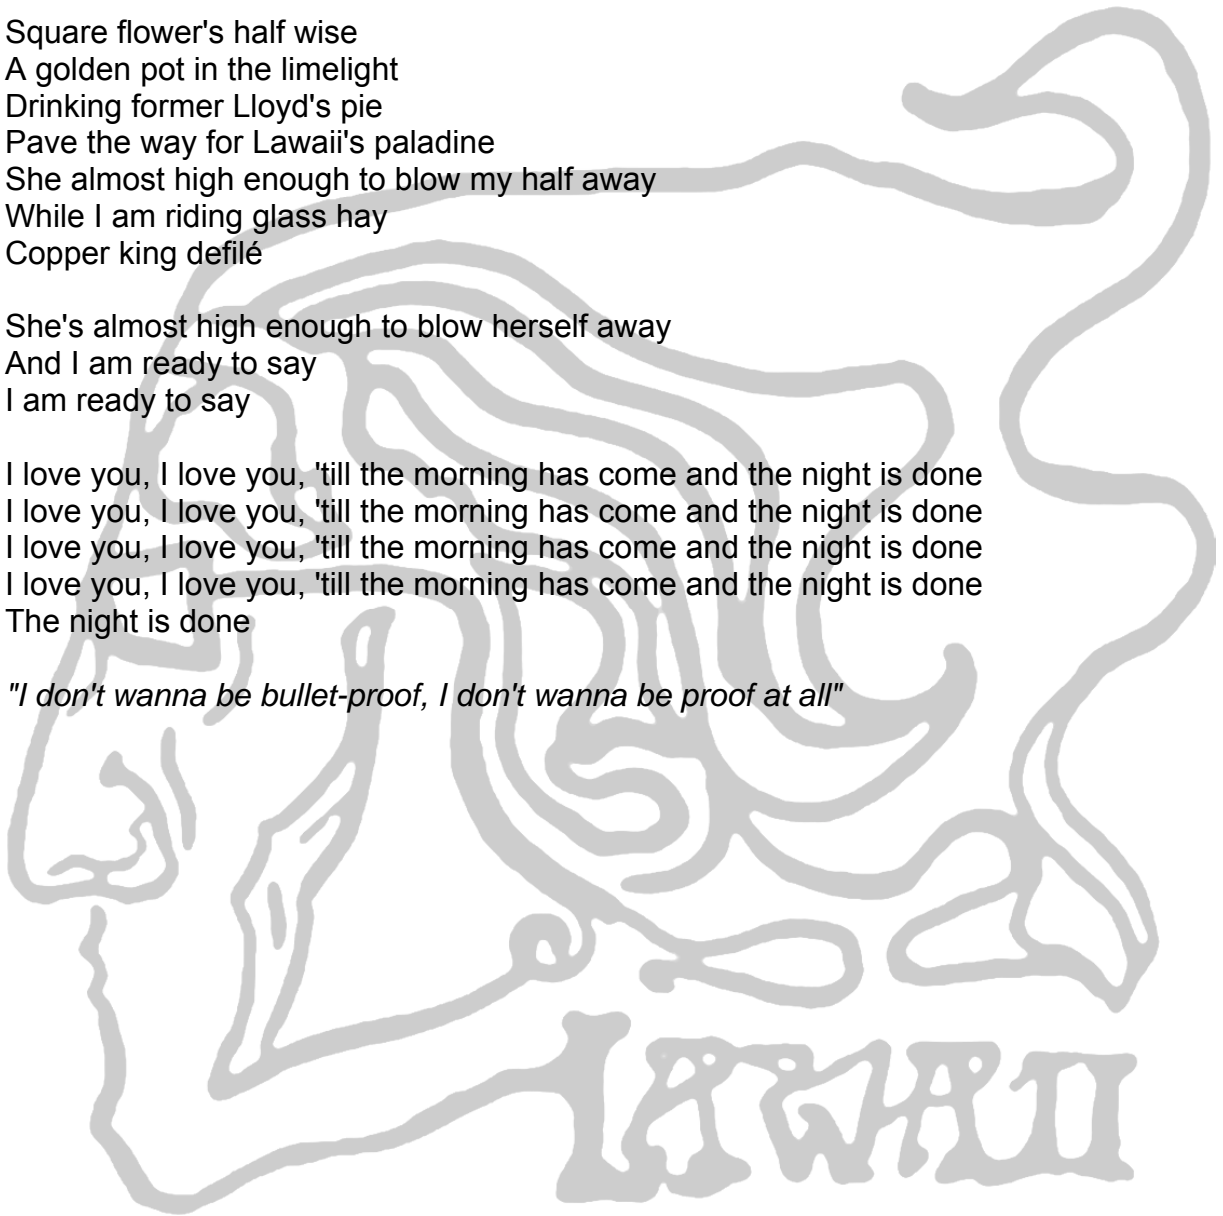 Square flower's half wise
A golden pot in the limelight
Drinking former Lloyd's pie
Pave the way for Lawaii's paladine
She almost high enough to blow my half away
While I am riding glass hay
Copper king defilé
She's almost high enough to blow herself away
And I am ready to say
I am ready to say
I love you, I love you, 'till the morning has come and the night is done
I love you, I love you, 'till the morning has come and the night is done
I love you, I love you, 'till the morning has come and the night is done
I love you, I love you, 'till the morning has come and the night is done
The night is done
"I don't wanna be bullet-proof, I don't wanna be proof at all"
LAWAII